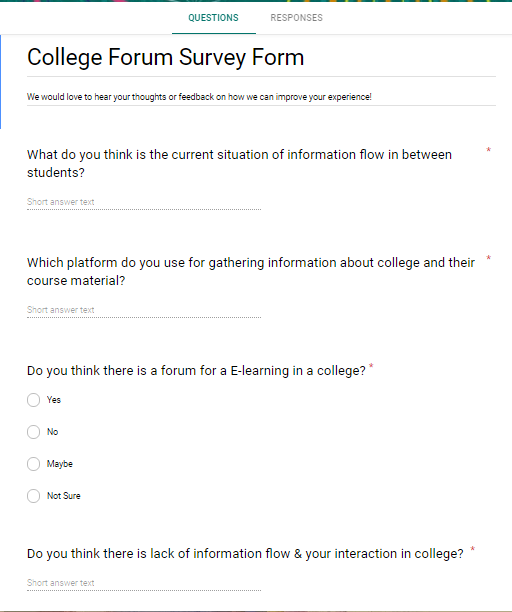 QUESTIONS RESPONSES
College Forum Survey Form
We would love to hear your thoughts or feedback on how we can improve your experience!
What do you think is the current situation of information flow in between *
students?
Short answer text
Which platform do you use for gathering information about college and their *
course material?
Short answer text
Do you think there is a forum for a E-learning in a college? *
Yes
No
Maybe
Not Sure
Do you think there is lack of information flow & your interaction in college? *
Short answer text